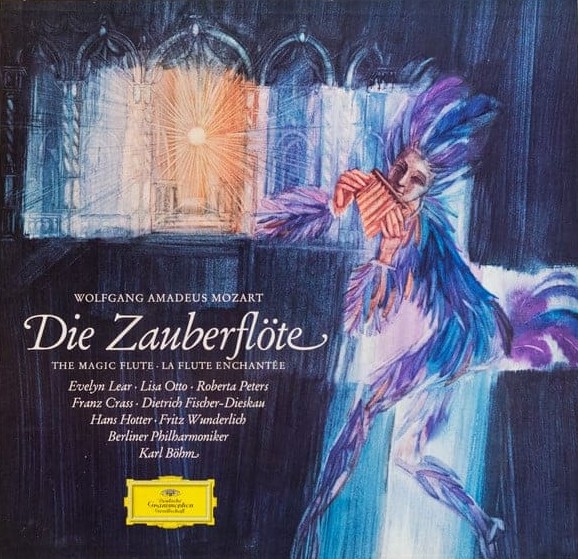 WOLFGANG AMADEUS MOZART
Die Zauberflöte
THE MAGIC FLUTE · LA FLUTE ENCHANTÉE
Evelyn Lear · Lisa Otto · Roberta Peters
Franz Crass · Dietrich Fischer-Dieskau
Hans Hotter · Fritz Wunderlich
Berliner Philharmoniker
Karl Böhm
Deutsche
Grammophon
Gesellschaft